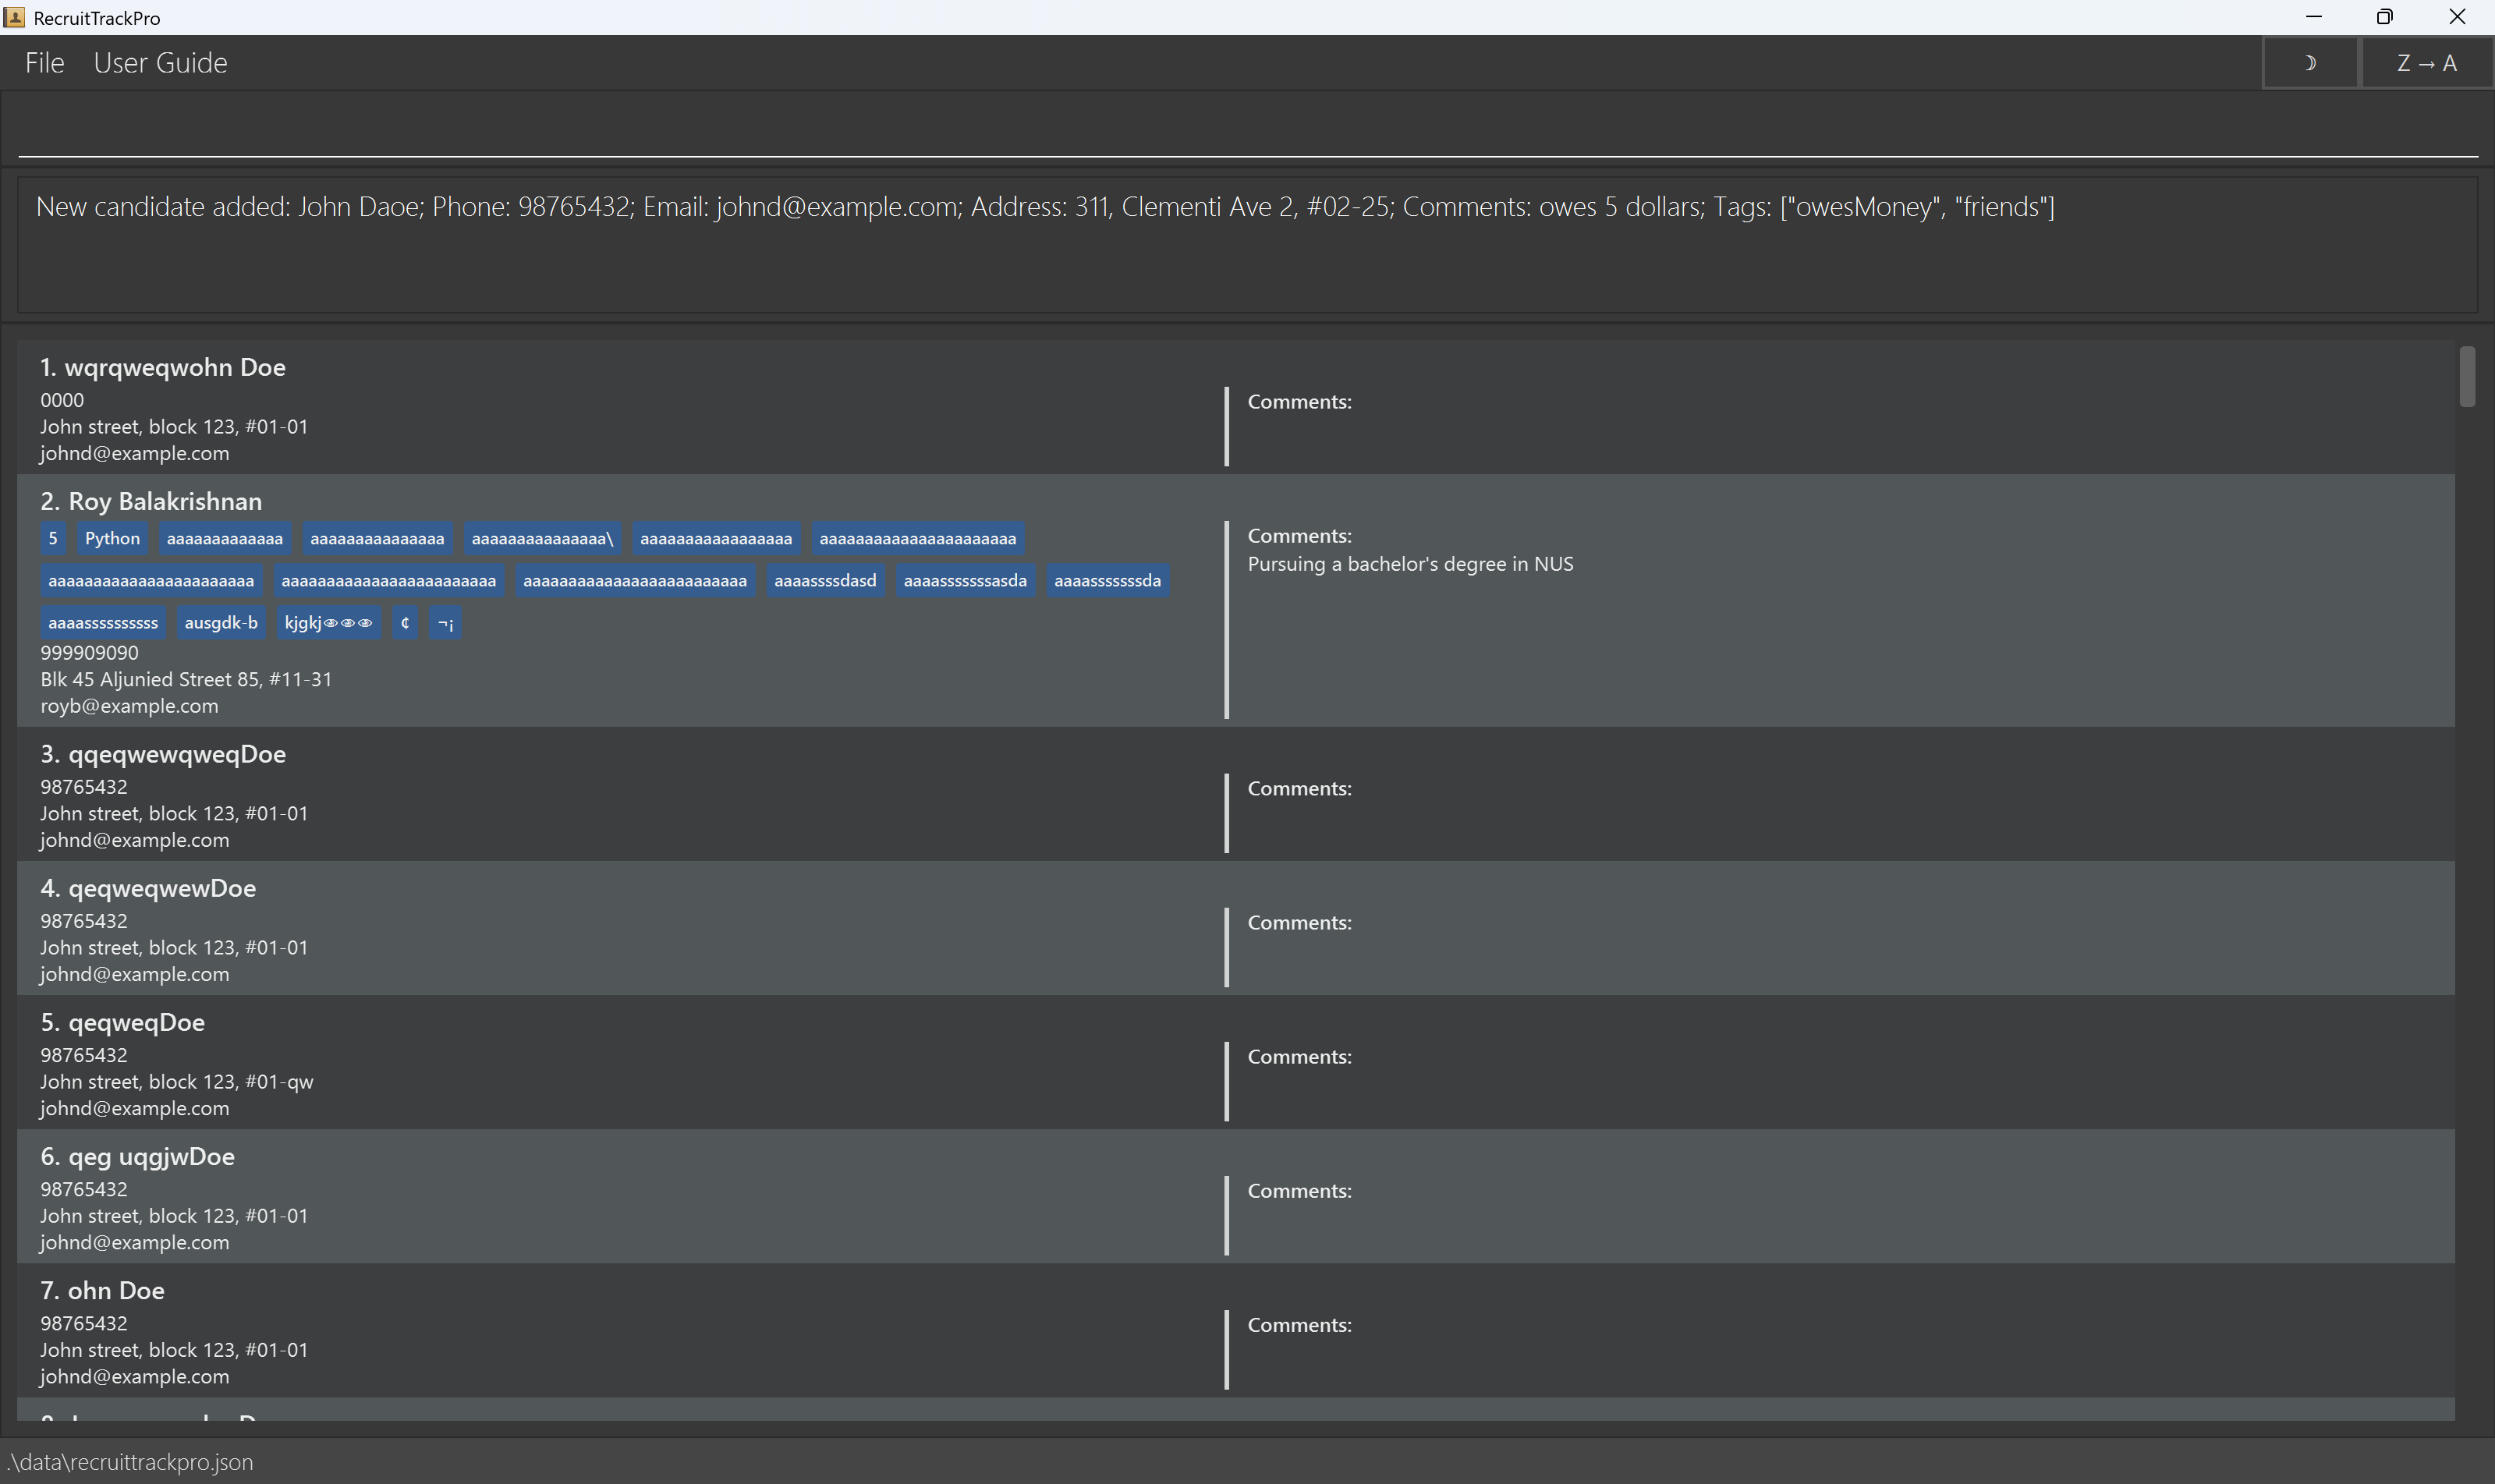 RecruitTrackPro
File User Guide
Z → A
New candidate added: John Daoe; Phone: 98765432; Email: johnd@example.com; Address: 311, Clementi Ave 2, #02-25; Comments: owes 5 dollars; Tags: ["owesMoney", "friends"]
1. wqrqweqwohn Doe
0000
John street, block 123, #01-01
johnd@example.com
Comments:
2. Roy Balakrishnan
5 Python aaaaaaaaaaaaa aaaaaaaaaaaaaaa aaaaaaaaaaaaaaa\ aaaaaaaaaaaaaaaaa aaaaaaaaaaaaaaaaaaaaaa
aaaaaaaaaaaaaaaaaaaaaaa aaaaaaaaaaaaaaaaaaaaaaaa aaaaaaaaaaaaaaaaaaaaaaaaa aaaassssdasd aaaasssssssasda aaaasssssssda
aaaassssssssss ausgdk-b kjgkj👁👁👁 ¢ ¬¡
999909090
Blk 45 Aljunied Street 85, #11-31
royb@example.com
Comments:
Pursuing a bachelor's degree in NUS
3. qqeqwewqweqDoe
98765432
John street, block 123, #01-01
johnd@example.com
Comments:
4. qeqweqwewDoe
98765432
John street, block 123, #01-01
johnd@example.com
Comments:
5. qeqweqDoe
98765432
John street, block 123, #01-qw
johnd@example.com
Comments:
6. qeg uqgjwDoe
98765432
John street, block 123, #01-01
johnd@example.com
Comments:
7. ohn Doe
98765432
John street, block 123, #01-01
johnd@example.com
Comments:
.\data\recruittrackpro.json